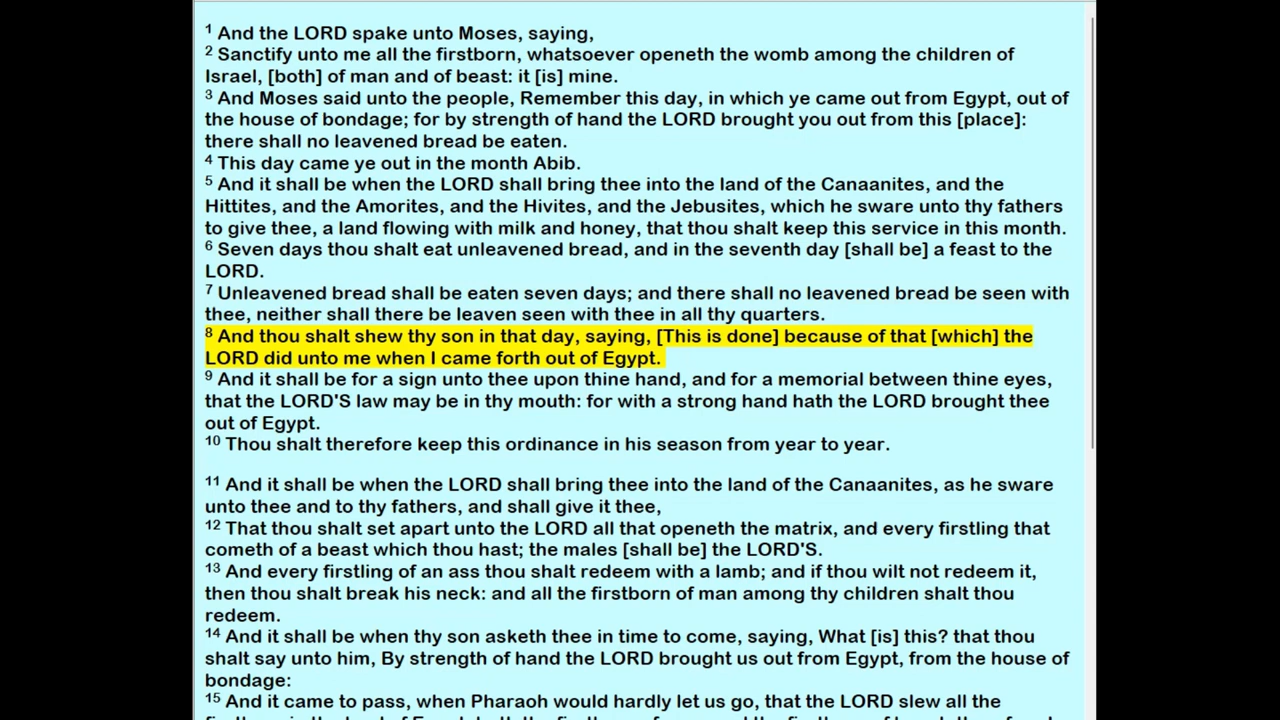 1 And the LORD spake unto Moses, saying,
2 Sanctify unto me all the firstborn, whatsoever openeth the womb among the children of
Israel, [both] of man and of beast: it [is] mine.
3 And Moses said unto the people, Remember this day, in which ye came out from Egypt, out of
the house of bondage; for by strength of hand the LORD brought you out from this [place]:
there shall no leavened bread be eaten.
4 This day came ye out in the month Abib.
5 And it shall be when the LORD shall bring thee into the land of the Canaanites, and the
Hittites, and the Amorites, and the Hivites, and the Jebusites, which he sware unto thy fathers
to give thee, a land flowing with milk and honey, that thou shalt keep this service in this month.
6 Seven days thou shalt eat unleavened bread, and in the seventh day [shall be] a feast to the
LORD.
7 Unleavened bread shall be eaten seven days; and there shall no leavened bread be seen with
thee, neither shall there be leaven seen with thee in all thy quarters.
8 And thou shalt shew thy son in that day, saying, [This is done] because of that [which] the
LORD did unto me when I came forth out of Egypt.
9 And it shall be for a sign unto thee upon thine hand, and for a memorial between thine eyes,
that the LORD'S law may be in thy mouth: for with a strong hand hath the LORD brought thee
out of Egypt.
10 Thou shalt therefore keep this ordinance in his season from year to year.
11 And it shall be when the LORD shall bring thee into the land of the Canaanites, as he sware
unto thee and to thy fathers, and shall give it thee,
12 That thou shalt set apart unto the LORD all that openeth the matrix, and every firstling that
cometh of a beast which thou hast; the males [shall be] the LORD'S.
13 And every firstling of an ass thou shalt redeem with a lamb; and if thou wilt not redeem it,
then thou shalt break his neck: and all the firstborn of man among thy children shalt thou
redeem.
14 And it shall be when thy son asketh thee in time to come, saying, What [is] this? that thou
shalt say unto him, By strength of hand the LORD brought us out from Egypt, from the house of
bondage:
15 And it came to pass, when Pharaoh would hardly let us go, that the LORD slew all the